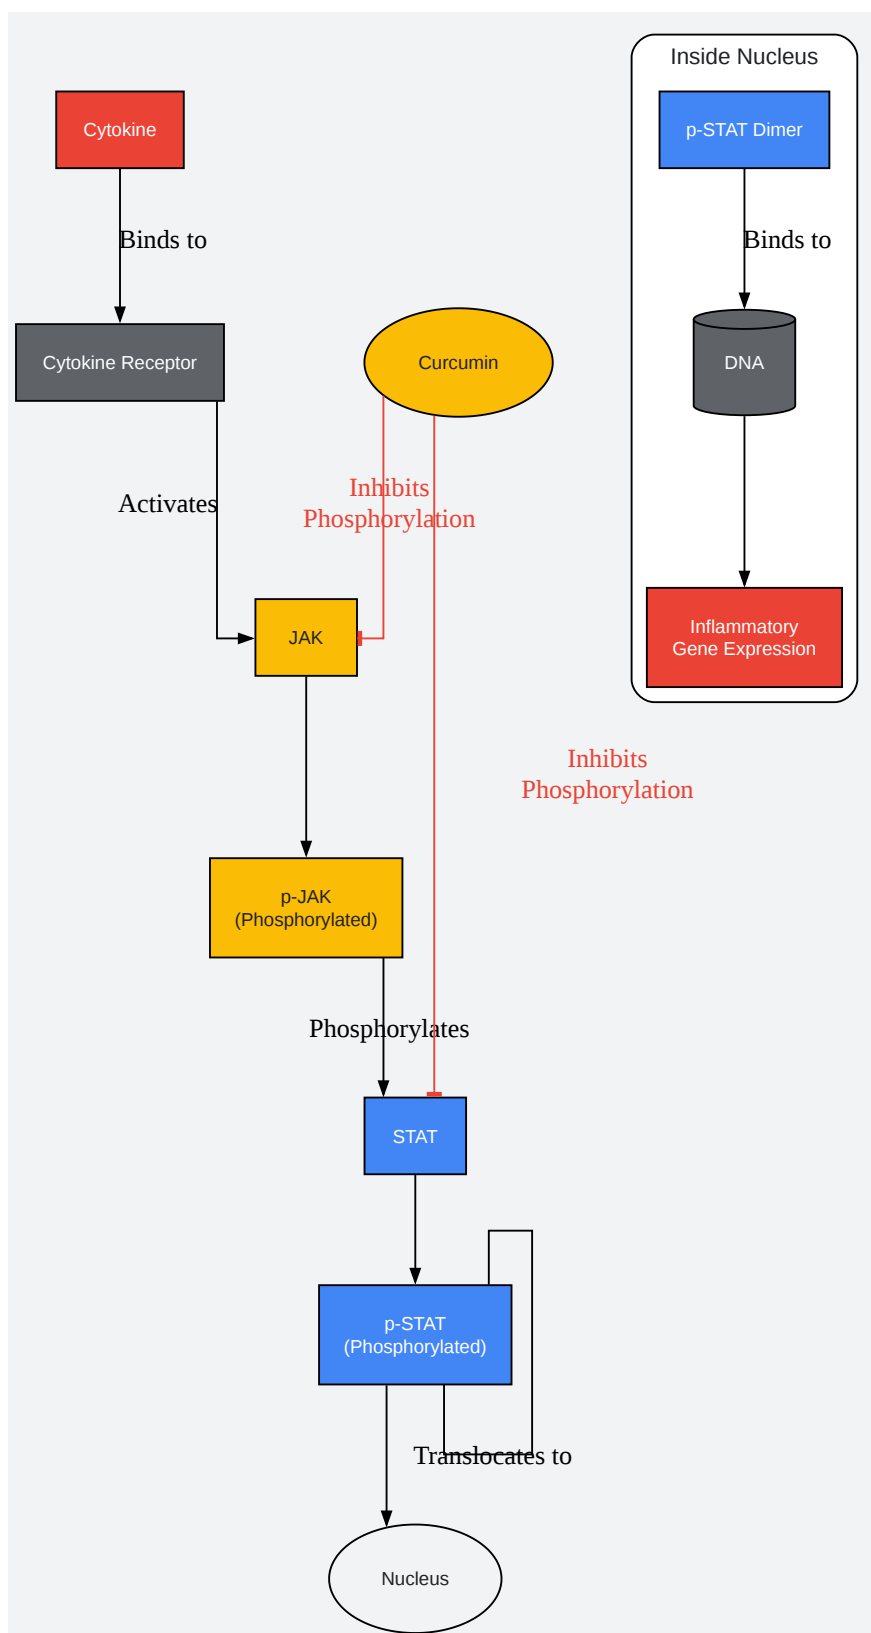 Inside Nucleus
Cytokine
p-STAT Dimer
Binds to
Binds to
Cytokine Receptor
Curcumin
DNA
Activates
Inhibits
Phosphorylation
JAK
Inflammatory
Gene Expression
Inhibits
Phosphorylation
p-JAK
(Phosphorylated)
Phosphorylates
STAT
p-STAT
(Phosphorylated)
Translocates to
Nucleus